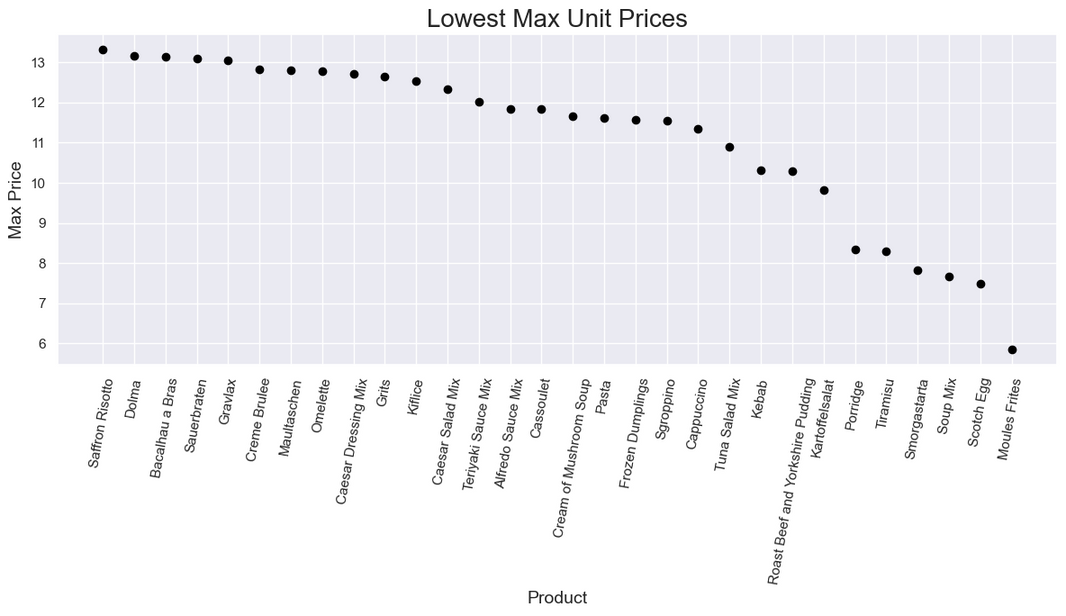 Lowest Max Unit Prices
Max Price
13
12
11
10
9
8
7
6
Saffron Risotto
Dolma
Bacalhau a Bras
Sauerbraten
Gravlax
Creme Brulee
Maultaschen
Omelette
Caesar Dressing Mix
Grits
Kiflice
Caesar Salad Mix
Teriyaki Sauce Mix
Alfredo Sauce Mix
Cassoulet
Cream of Mushroom Soup
Pasta
Frozen Dumplings
Sgroppino
Cappuccino
Tuna Salad Mix
Kebab
Roast Beef and Yorkshire Pudding
Kartoffelsalat
Porridge
Tiramisu
Smorgastarta
Soup Mix
Scotch Egg
Moules Frites
Product